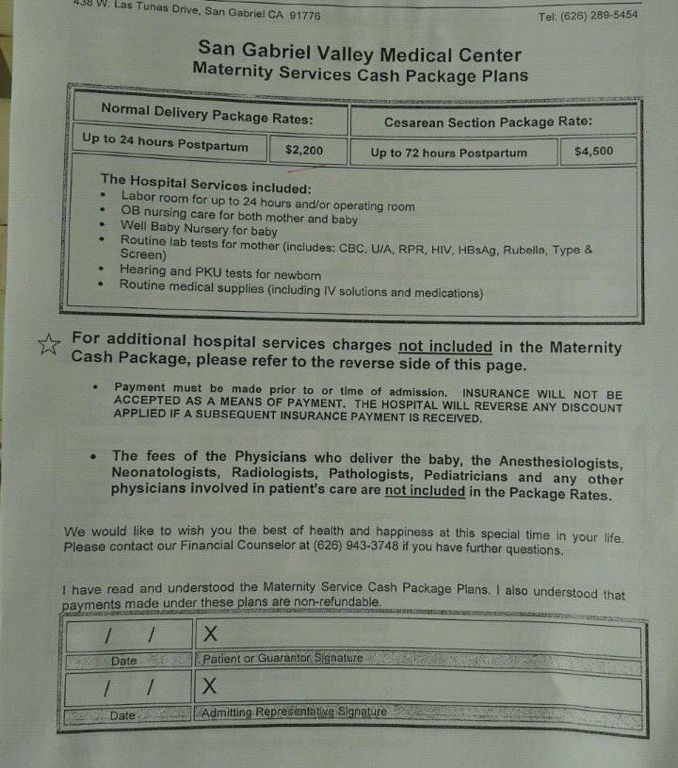 438 W. Las Tunas Drive, San Gabriel CA 91776
Tel: (626) 289-5454
San Gabriel Valley Medical Center
Maternity Services Cash Package Plans
Normal Delivery Package Rates:
Cesarean Section Package Rate:
Up to 24 hours Postpartum
$2,200
Up to 72 hours Postpartum
$4,500
The Hospital Services included:
• Labor room for up to 24 hours and/or operating room
• OB nursing care for both mother and baby
• Well Baby Nursery for baby
• Routine lab tests for mother (includes: CBC, U/A, RPR, HIV, HBsAg, Rubella, Type &
Screen)
• Hearing and PKU tests for newborn
• Routine medical supplies (including IV solutions and medications)
For additional hospital services charges not included in the Maternity
Cash Package, please refer to the reverse side of this page.
• Payment must be made prior to or time of admission. INSURANCE WILL NOT BE
ACCEPTED AS A MEANS OF PAYMENT. THE HOSPITAL WILL REVERSE ANY DISCOUNT
APPLIED IF A SUBSEQUENT INSURANCE PAYMENT IS RECEIVED.
• The fees of the Physicians who deliver the baby, the Anesthesiologists,
Neonatologists, Radiologists, Pathologists, Pediatricians and any other
physicians involved in patient's care are not included in the Package Rates.
We would like to wish you the best of health and happiness at this special time in your life.
Please contact our Financial Counselor at (626) 943-3748 if you have further questions.
I have read and understood the Maternity Service Cash Package Plans. I also understood that
payments made under these plans are non-refundable.
/ / X
Date Patient or Guarantor Signature
/ / X
Date Admitting Representative Signature